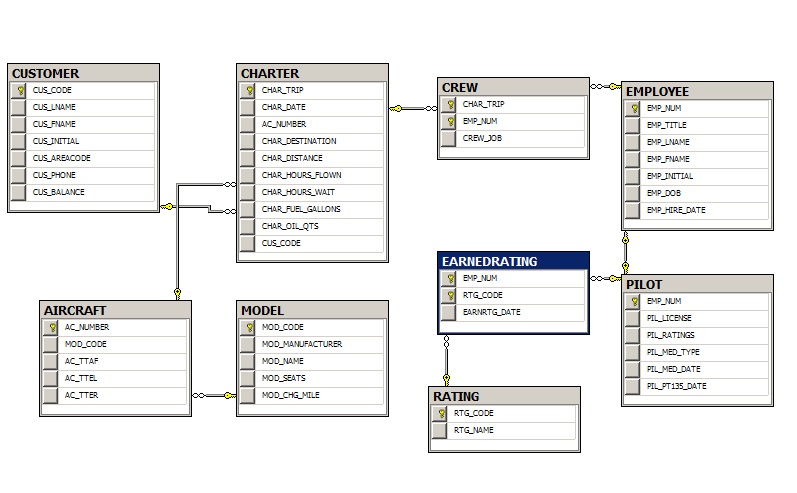 CUSTOMER
CUS_CODE
CUS_LNAME
CUS_FNAME
CUS_INITIAL
CUS_AREACODE
CUS_PHONE
CUS_BALANCE
CHARTER
CHAR_TRIP
CHAR_DATE
AC_NUMBER
CHAR_DESTINATION
CHAR_DISTANCE
CHAR_HOURS_FLOWN
CHAR_HOURS_WAIT
CHAR_FUEL_GALLONS
CHAR_OIL_QTS
CUS_CODE
CREW
CHAR_TRIP
EMP_NUM
CREW_JOB
EMPLOYEE
EMP_NUM
EMP_TITLE
EMP_LNAME
EMP_FNAME
EMP_INITIAL
EMP_DOB
EMP_HIRE_DATE
EARNEDRATING
EMP_NUM
RTG_CODE
EARNRTG_DATE
PILOT
EMP_NUM
PIL_LICENSE
PIL_RATINGS
PIL_MED_TYPE
PIL_MED_DATE
PIL_PT135_DATE
AIRCRAFT
AC_NUMBER
MOD_CODE
AC_TTAF
AC_TTEL
AC_TTER
MODEL
MOD_CODE
MOD_MANUFACTURER
MOD_NAME
MOD_SEATS
MOD_CHG_MILE
RATING
RTG_CODE
RTG_NAME